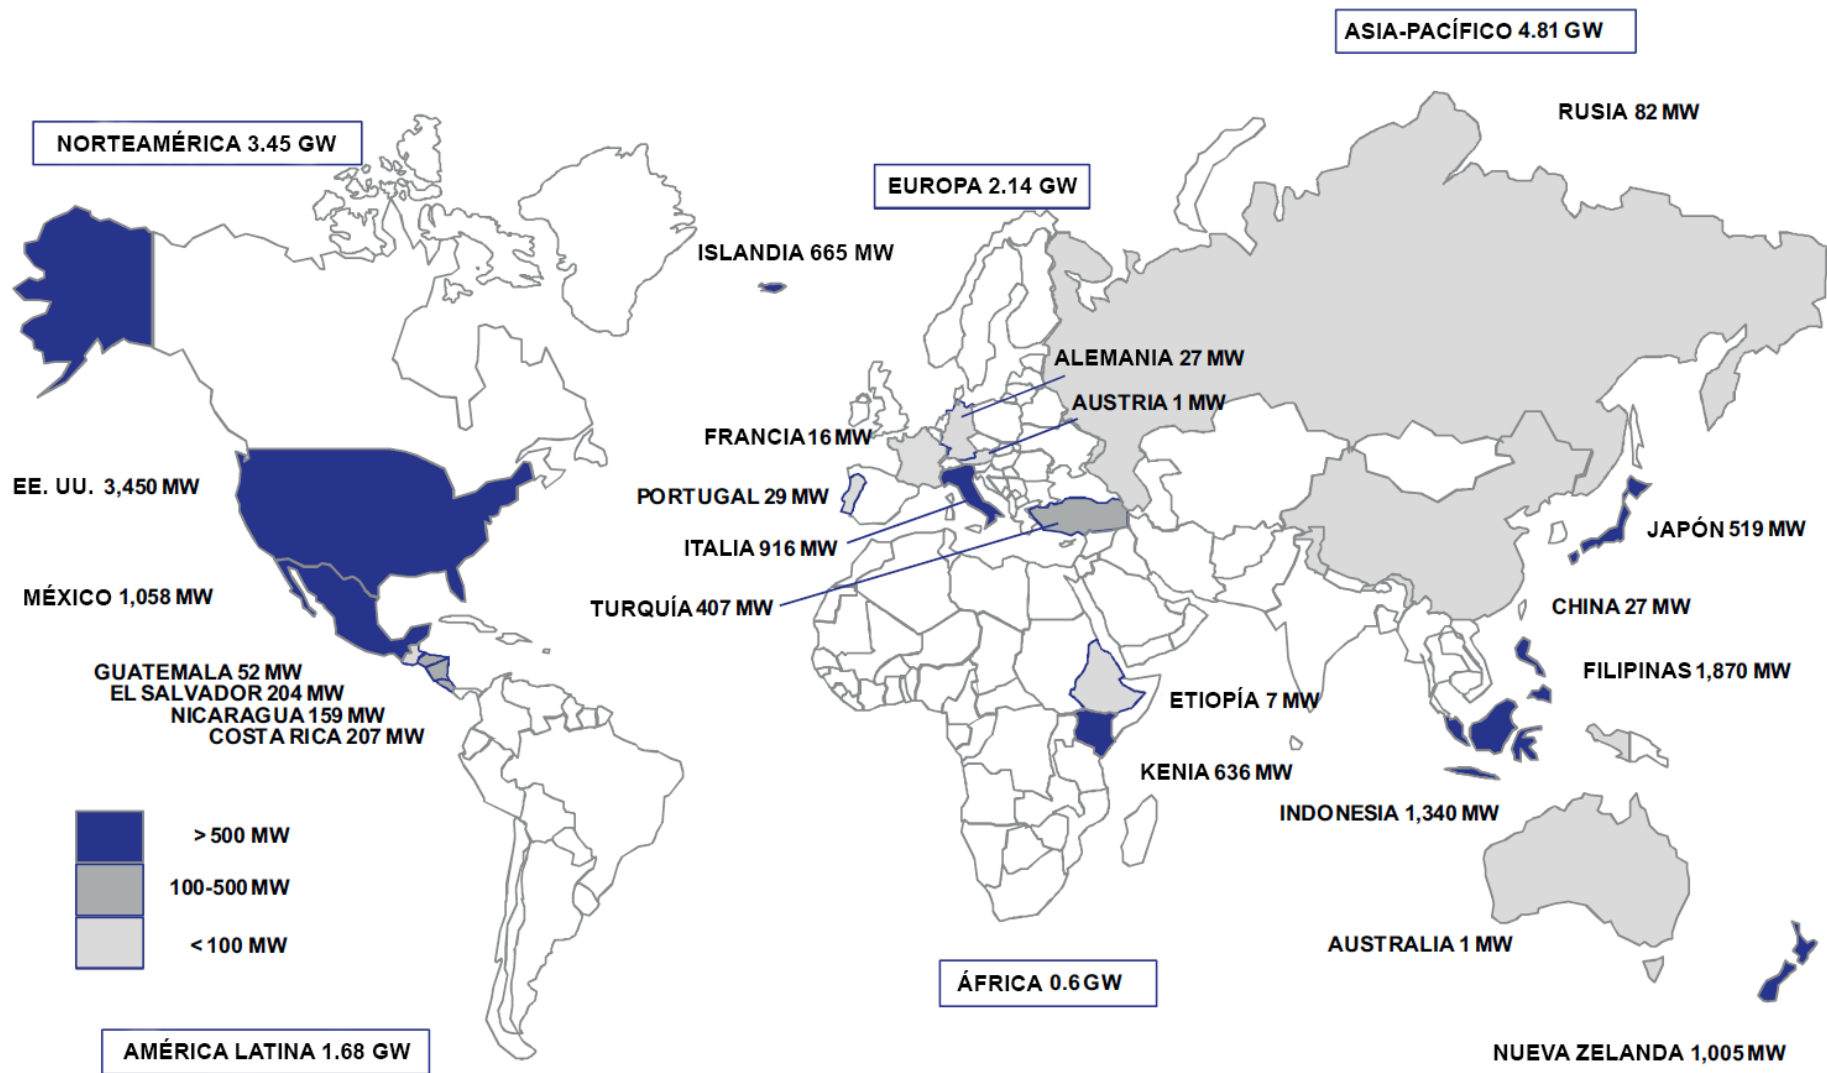 ASIA-PACÍFICO 4.81 GW
RUSIA 82 MW
NORTEAMÉRICA 3.45 GW
EUROPA 2.14 GW
ISLANDIA 665 MW
ALEMANIA 27 MW
AUSTRIA 1 MW
FRANCIA 16 MW
EE. UU. 3,450 MW
PORTUGAL 29 MW
JAPÓN 519 MW
ITALIA 916 MW
MÉXICO 1,058 MW
TURQUÍA 407 MW
CHINA 27 MW
GUATEMALA 52 MW
EL SALVADOR 204 MW
NICARAGUA 159 MW
COSTA RICA 207 MW
FILIPINAS 1,870 MW
ETIOPÍA 7 MW
KENIA 636 MW
INDONESIA 1,340 MW
> 500 MW
100-500 MW
< 100 MW
AUSTRALIA 1 MW
ÁFRICA 0.6 GW
AMÉRICA LATINA 1.68 GW
NUEVA ZELANDA 1,005 MW